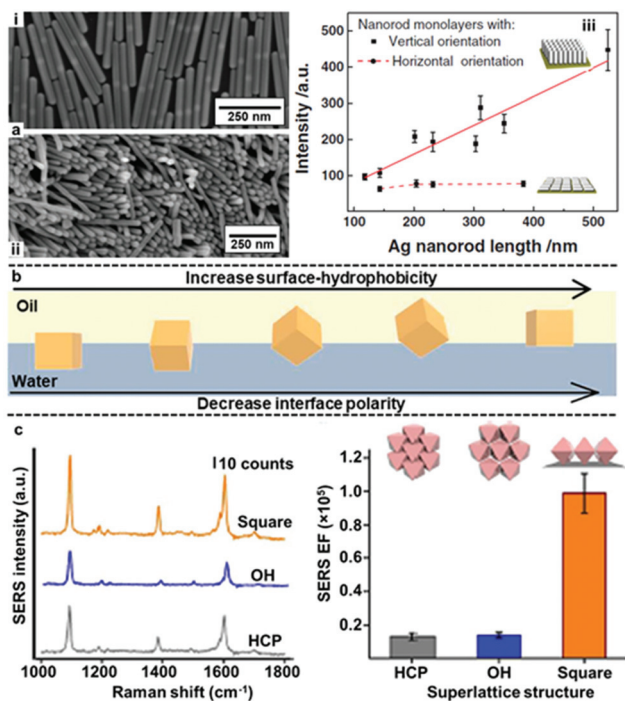 i
250 nm
a
250 nm
ii
iii
Nanorod monolayers with:
Vertical orientation
Horizontal orientation
Intensity /a.u.
500
400
300
200
100
0
100
200
300
400
500
Ag nanorod length /nm
b
Increase surface-hydrophobicity
Oil
Water
Decrease interface polarity
c
SERS intensity (a.u.)
I10 counts
Square
OH
HCP
1000
1200
1400
1600
1800
Raman shift (cm⁻¹)
SERS EF (×10⁵)
1.2
1.0
0.8
0.6
0.4
0.2
HCP
OH
Square
Superlattice structure